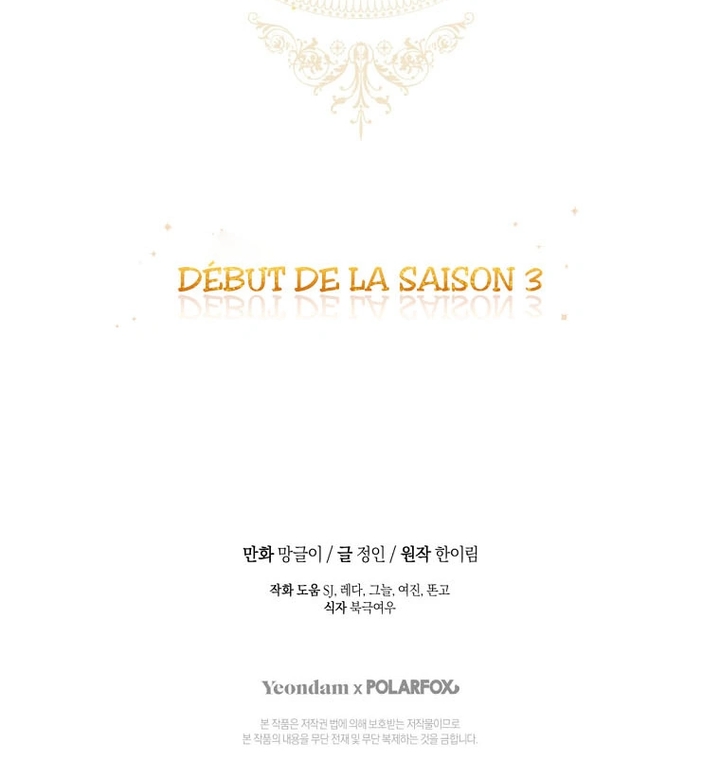 DÉBUT DE LA SAISON 3
만화 망글이 / 글 정인 / 원작 한이림
작화 도움 SJ, 레다, 그늘, 여진, 똔고
식자 북극여우
Yeondam x POLARFOX
본 작품은 저작권 법에 의해 보호받는 저작물이므로
본 작품의 내용을 무단 전재 및 무단 복제하는 것을 금합니다.